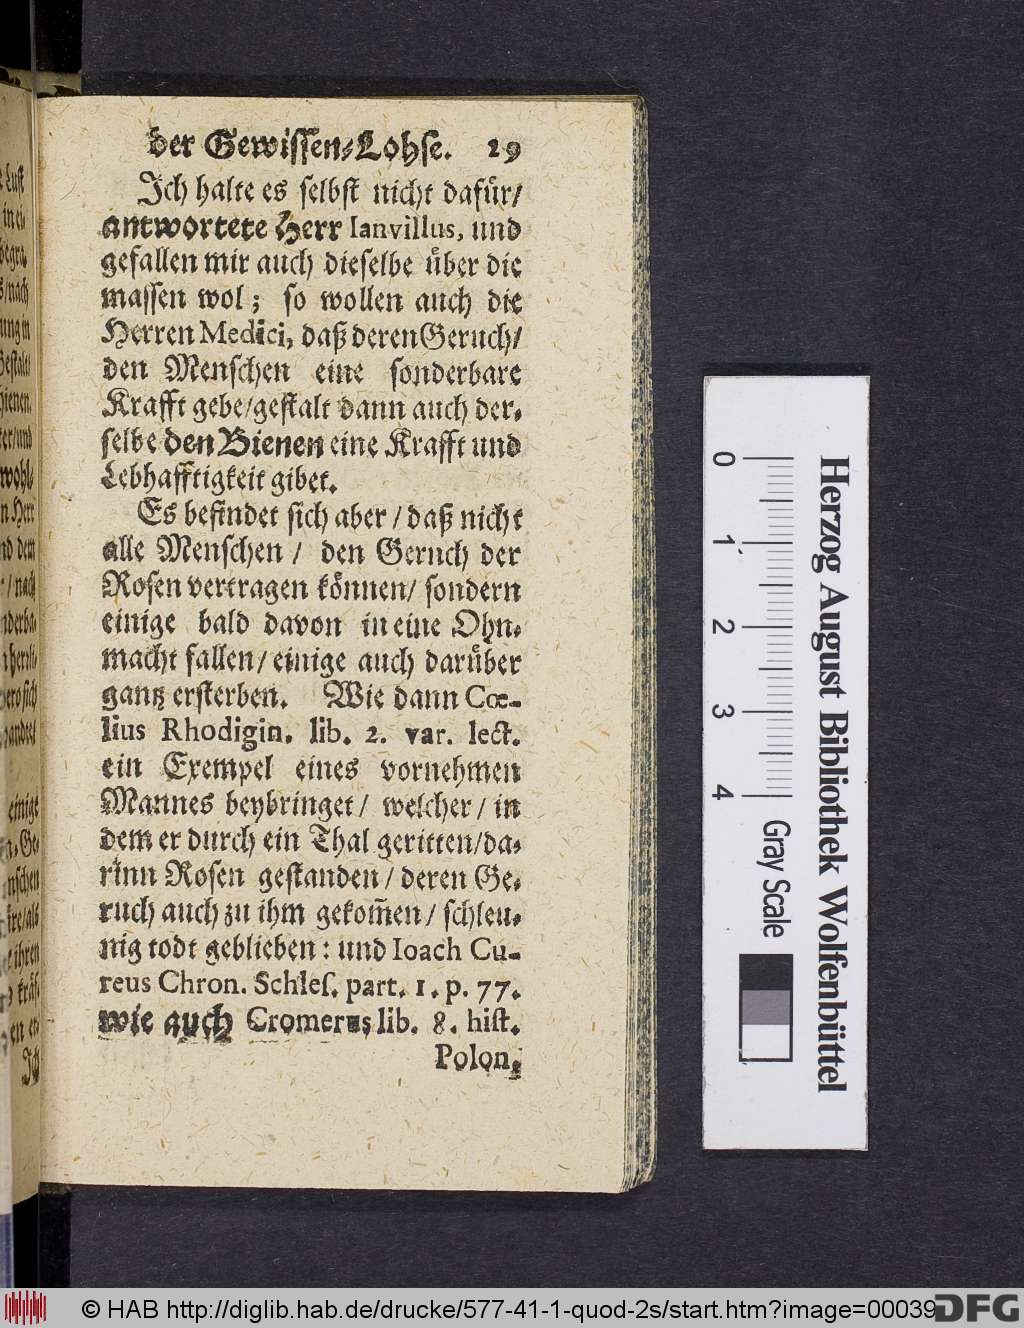 der Gewissen-Lohse. 29
Ich halte es selbst nicht dafür/
antwortete Herr Ianvillus, und
gefallen mir auch dieselbe über die
massen wol; so wollen auch die
Herren Medici, daß deren Geruch/
den Menschen eine sonderbare
Krafft gebe/gestalt dann auch der-
selbe den Bienen eine Krafft und
Lebhafftigkeit gibet.
Es befindet sich aber / daß nicht
alle Menschen / den Geruch der
Rosen vertragen können/ sondern
einige bald davon in eine Ohn-
macht fallen/ einige auch darüber
gantz ersterben. Wie dann Cœ-
lius Rhodigin. lib. 2. var. lect.
ein Exempel eines vornehmen
Mannes beybringet / welcher / in
dem er durch ein Thal geritten/da-
rinn Rosen gestanden / deren Ge-
ruch auch zu ihm gekom̃en / schleu-
nig todt geblieben: und Ioach Cu-
reus Chron. Schles. part. 1. p. 77.
wie auch Cromerus lib. 8. hist.
Polon.
Herzog August Bibliothek Wolfenbüttel
0 1 2 3 4
Gray Scale
© HAB http://diglib.hab.de/drucke/577-41-1-quod-2s/start.htm?image=00039
DFG